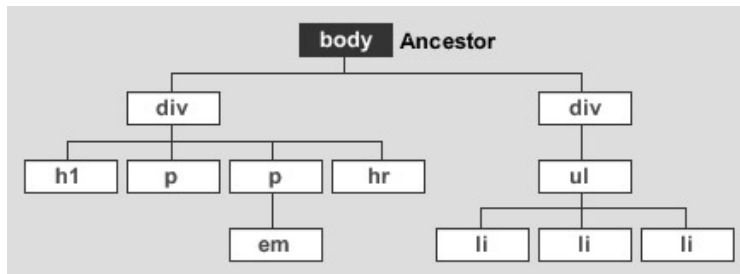 body Ancestor
div div
h1 p p hr ul
em li li li